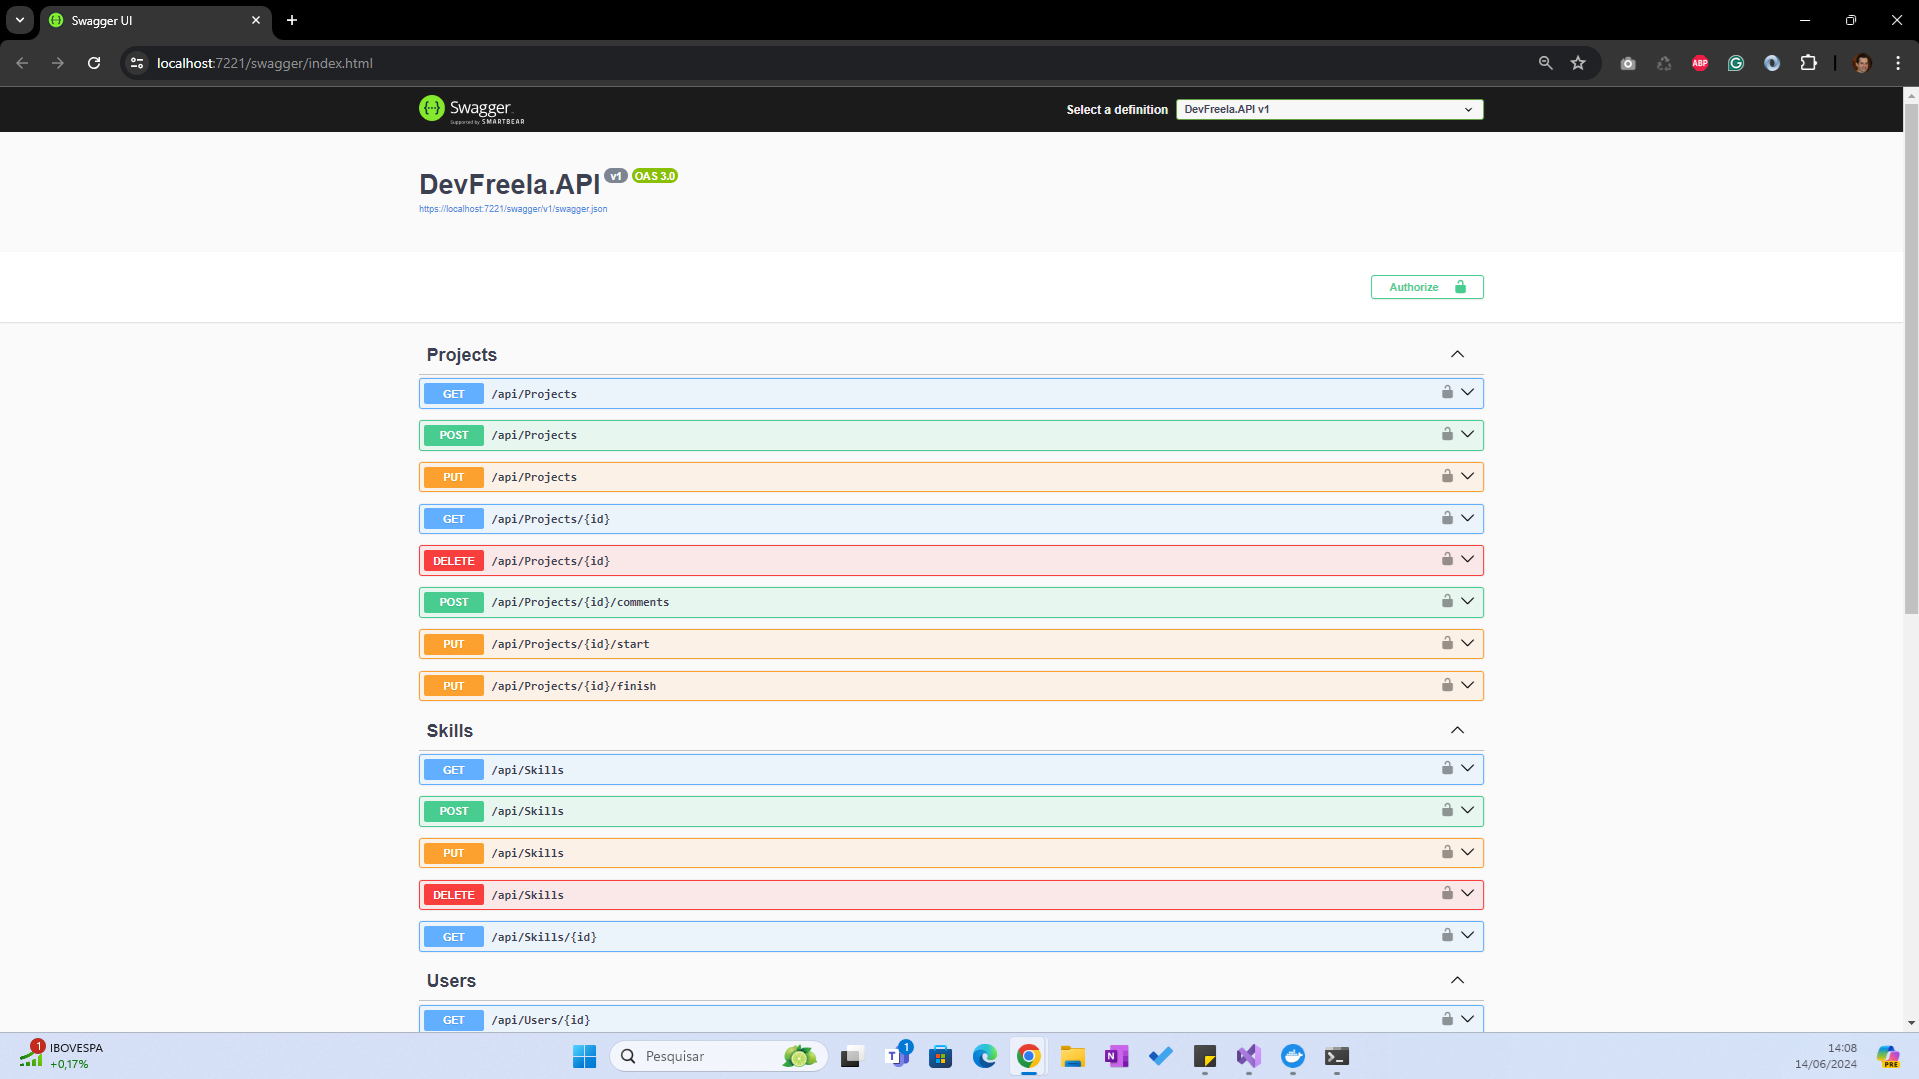 Swagger UI
localhost:7221/swagger/index.html
ABP
Swagger
Supported by SMARTBEAR
Select a definition
DevFreela.API v1
DevFreela.API v1 OAS 3.0
https://localhost:7221/swagger/v1/swagger.json
Authorize
Projects
GET /api/Projects
POST /api/Projects
PUT /api/Projects
GET /api/Projects/{id}
DELETE /api/Projects/{id}
POST /api/Projects/{id}/comments
PUT /api/Projects/{id}/start
PUT /api/Projects/{id}/finish
Skills
GET /api/Skills
POST /api/Skills
PUT /api/Skills
DELETE /api/Skills
GET /api/Skills/{id}
Users
GET /api/Users/{id}
1
IBOVESPA
+0,17%
Pesquisar
T
1
N
14:08
14/06/2024
PRE